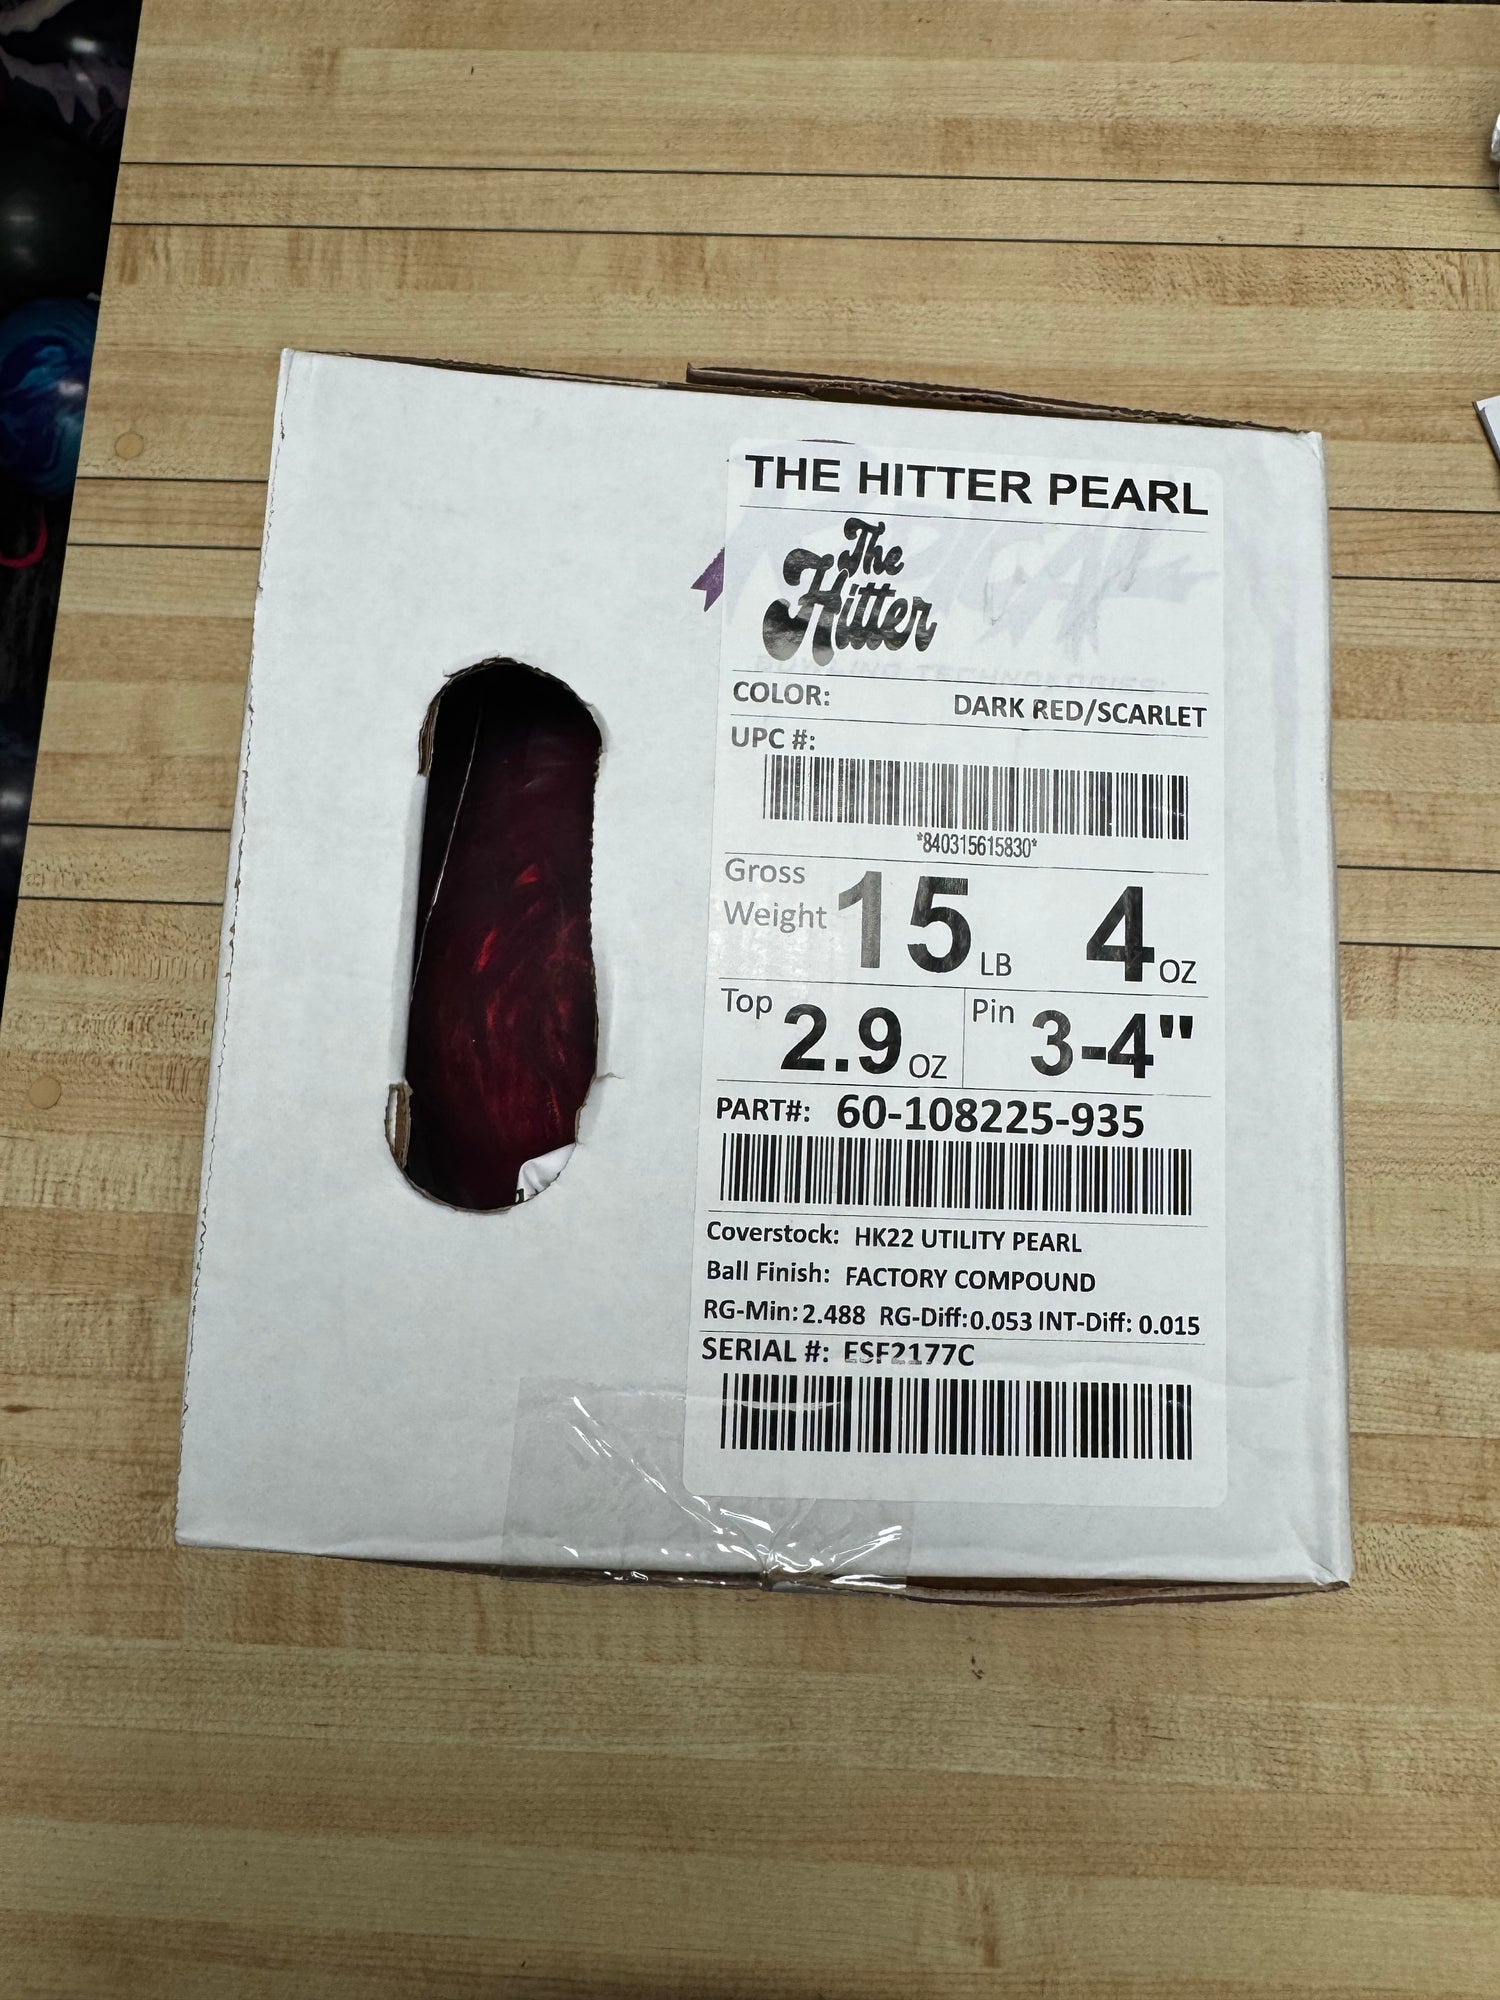 THE HITTER PEARL
The
Hitter
BOWLING TECHNOLOGIES
COLOR: DARK RED/SCARLET
UPC #:
*840315615830*
Gross Weight 15 LB 4 OZ
Top 2.9 OZ Pin 3-4"
PART#: 60-108225-935
Coverstock: HK22 UTILITY PEARL
Ball Finish: FACTORY COMPOUND
RG-Min: 2.488 RG-Diff: 0.053 INT-Diff: 0.015
SERIAL #: ESF2177C